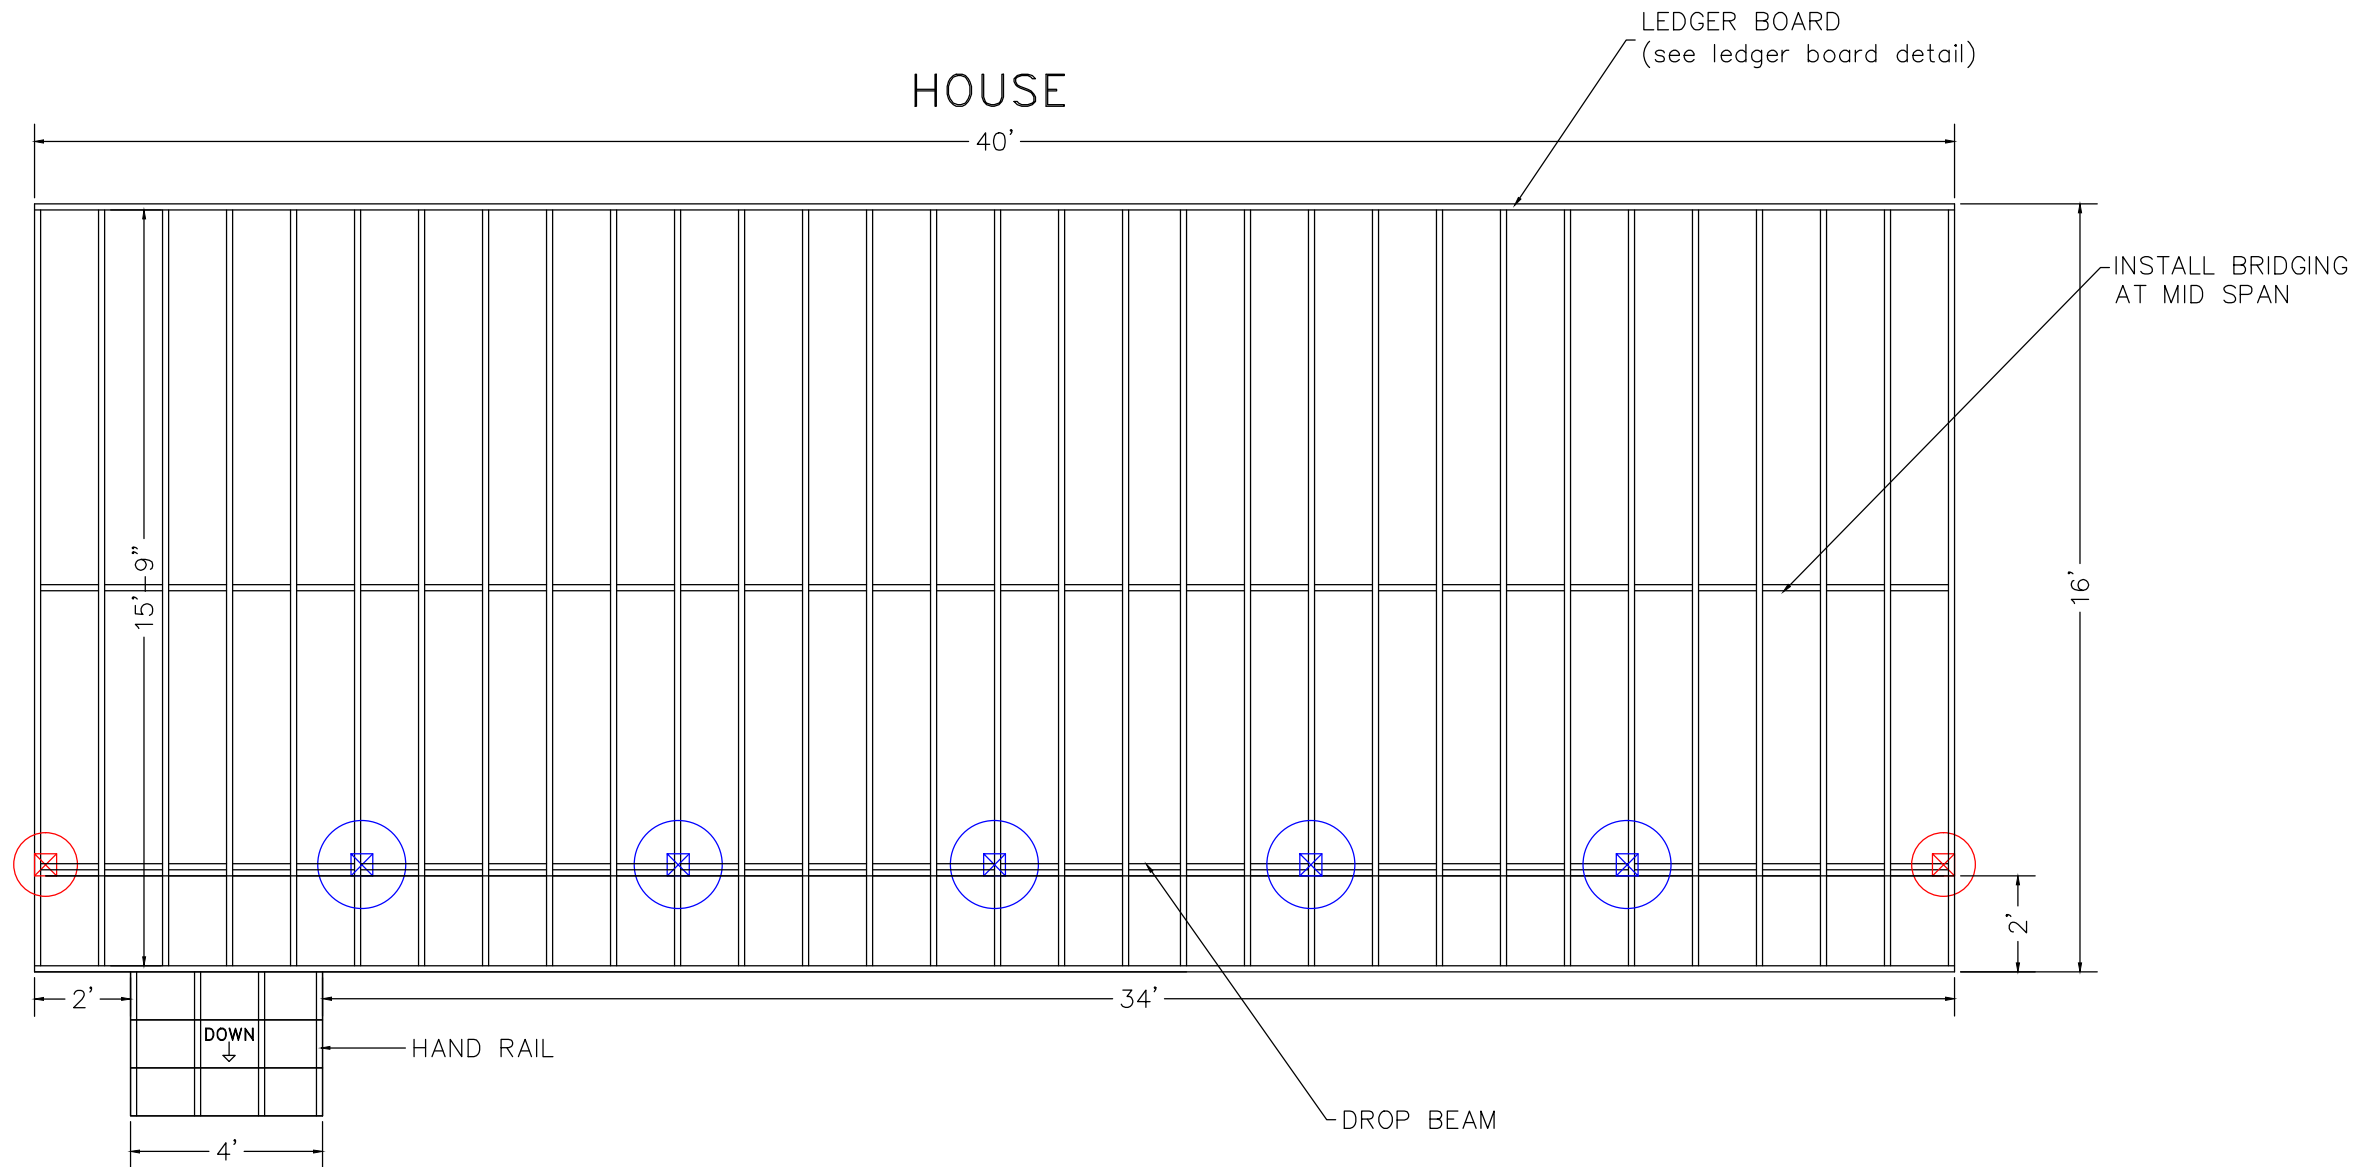 LEDGER BOARD
(see ledger board detail)
HOUSE
40'
INSTALL BRIDGING
AT MID SPAN
15'-9"
16'
2'
2'
34'
DOWN
HAND RAIL
DROP BEAM
4'